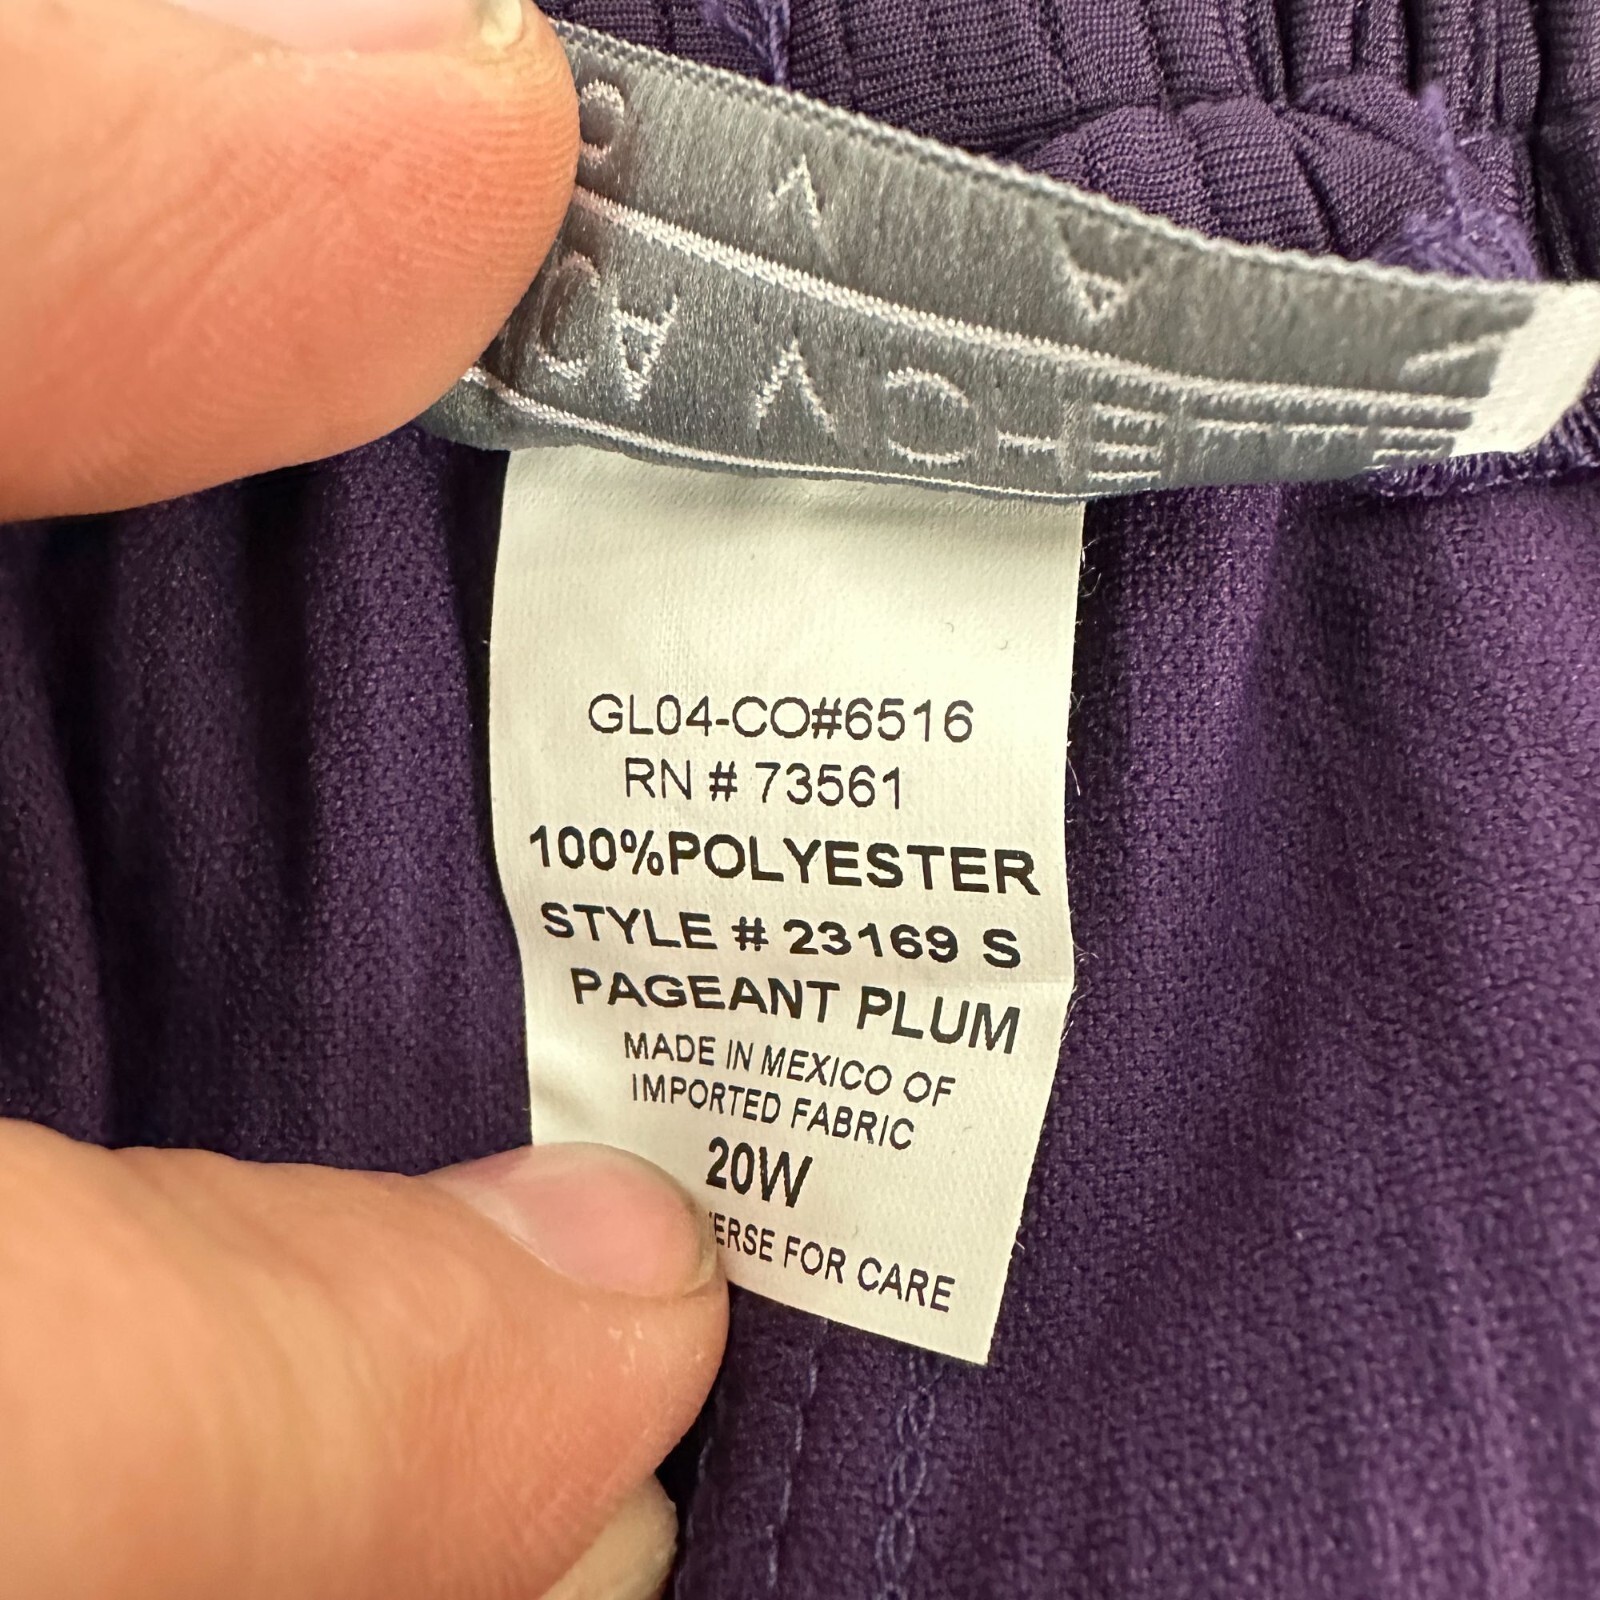 GL04-CO#6516
RN # 73561
100%POLYESTER
STYLE # 23169 S
PAGEANT PLUM
MADE IN MEXICO OF
IMPORTED FABRIC
20W
FOR CARE